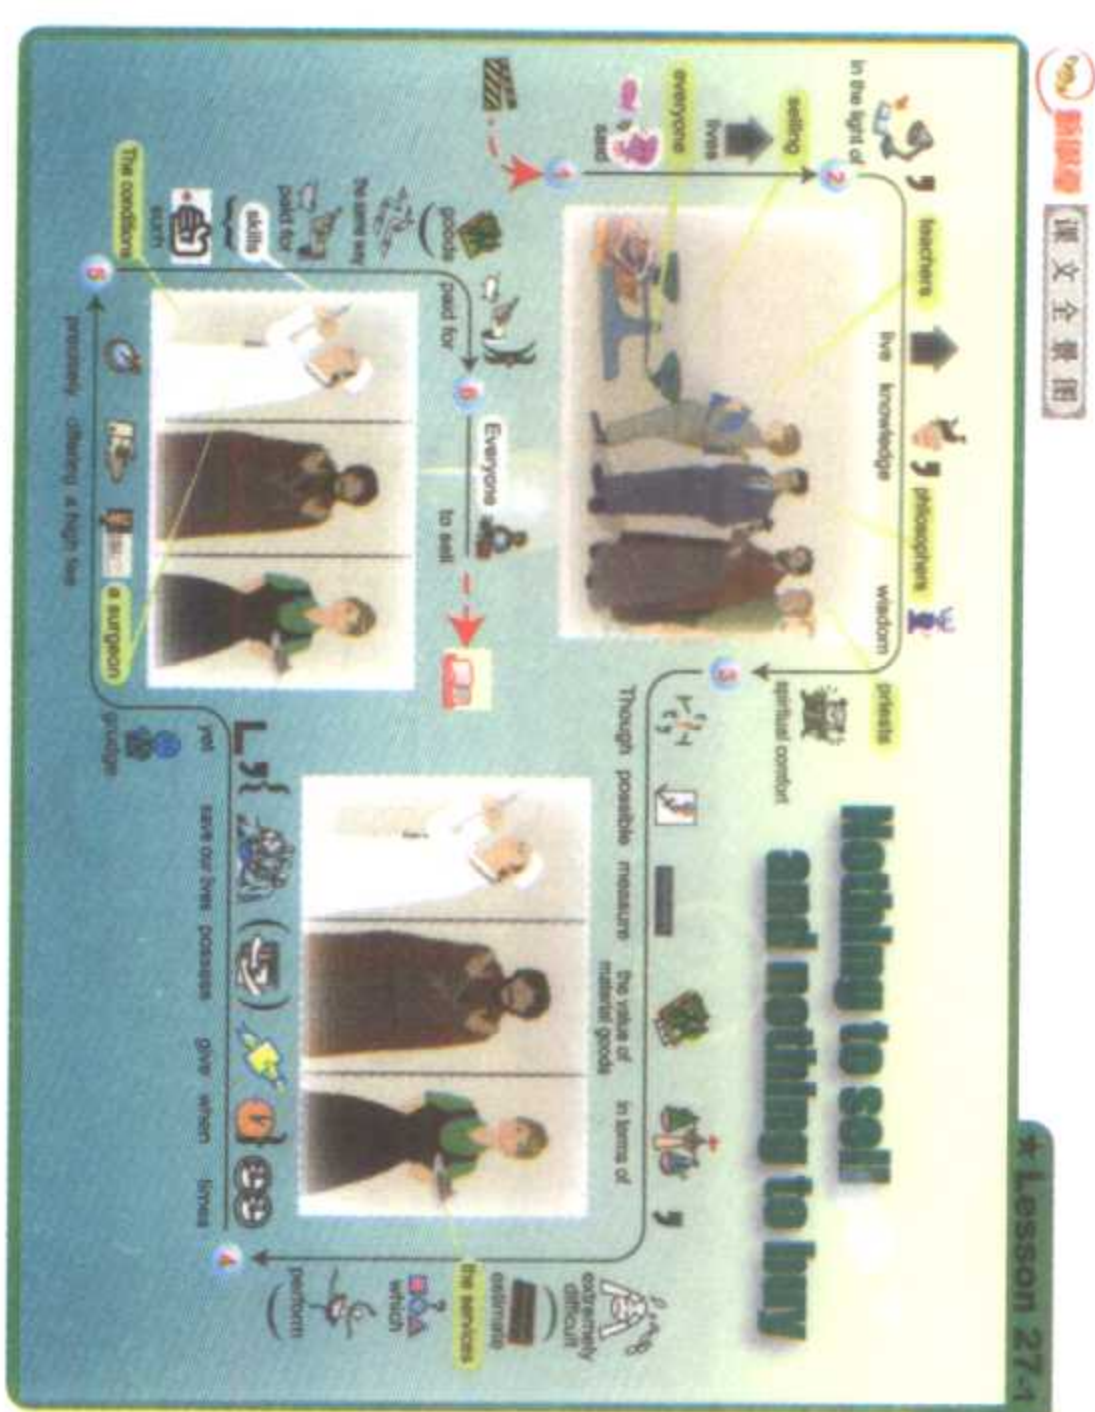 课文全景图
★ Lesson 27-1
Nothing to sell
and nothing to buy
said
everyone
lives
selling
in the light of
teachers
live knowledge
philosophers
wisdom
priests
spiritual comfort
Though possible measure the value of material goods in terms of
extremely
difficult
estimate
the services
which
perform
times when give possess save our lives yet
grudge
a surgeon
precisely offering a high fee
The conditions
such
skills
paid for
the same way
goods
paid for
Everyone
to sell